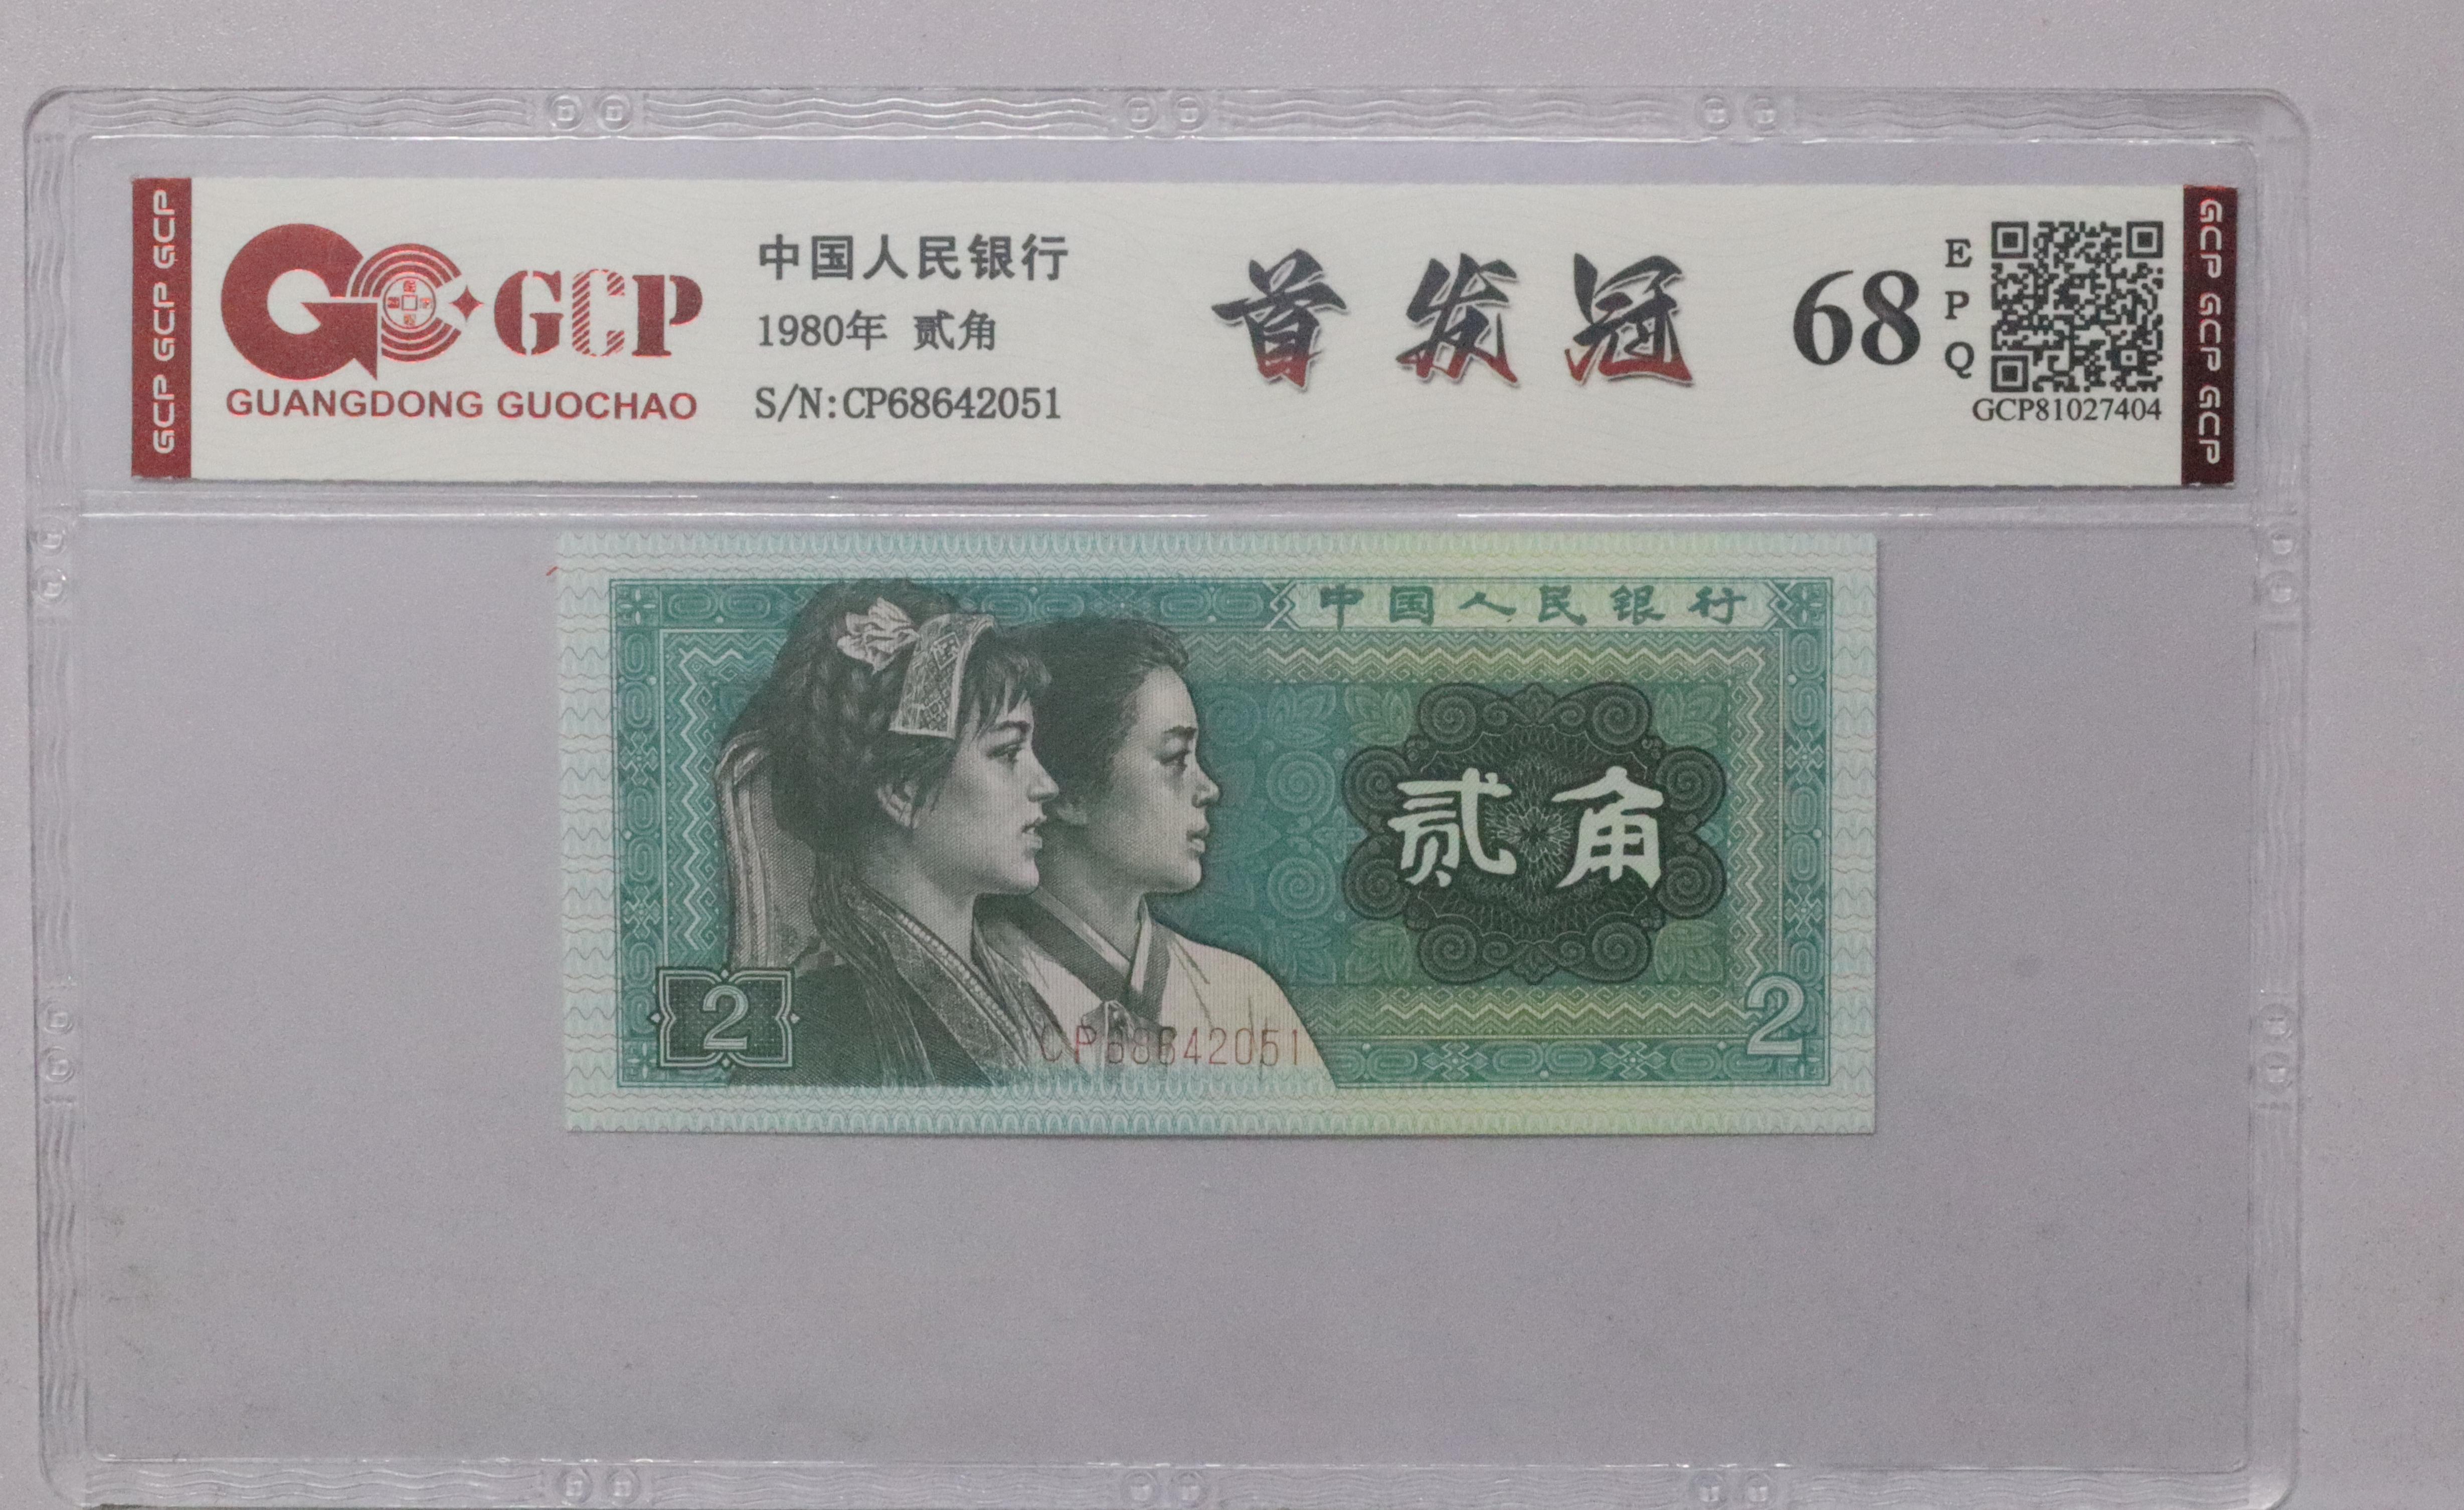 GCP GCP GCP
GCP
GUANGDONG GUOCHAO
中国人民银行
1980年 贰角
S/N:CP68642051
首发冠
68
EPQ
GCP81027404
GCP GCP GCP
中国人民银行
贰角
2
CP68642051
2